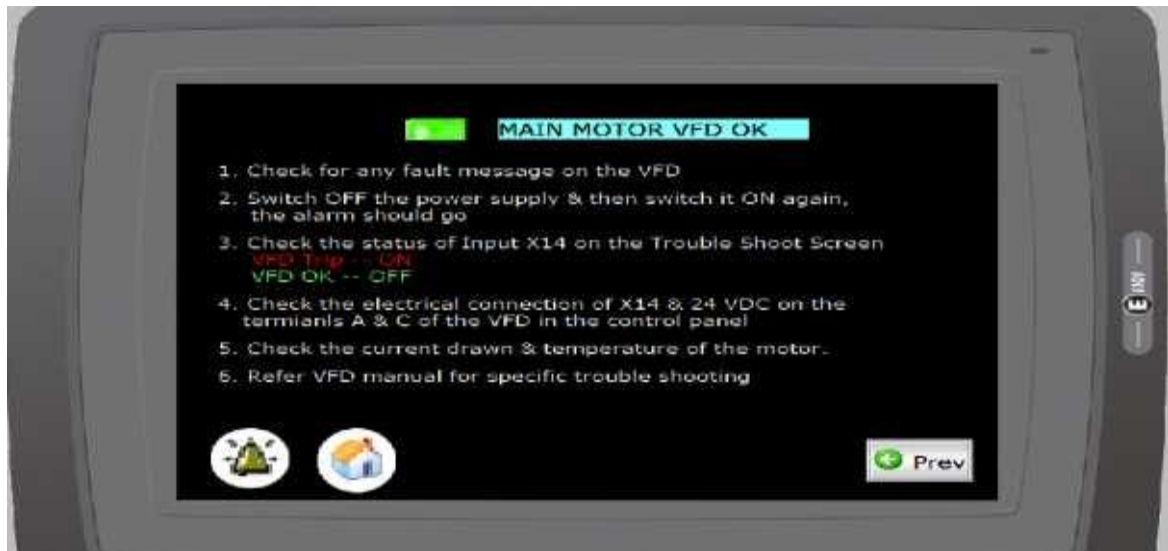 MAIN MOTOR VFD OK
1. Check for any fault message on the VFD
2. Switch OFF the power supply & then switch it ON again,
the alarm should go
3. Check the status of Input X14 on the Trouble Shoot Screen
VFD Trip -- ON
VFD OK -- OFF
4. Check the electrical connection of X14 & 24 VDC on the
termianls A & C of the VFD in the control panel
5. Check the current drawn & temperature of the motor.
6. Refer VFD manual for specific trouble shooting
Prev
E